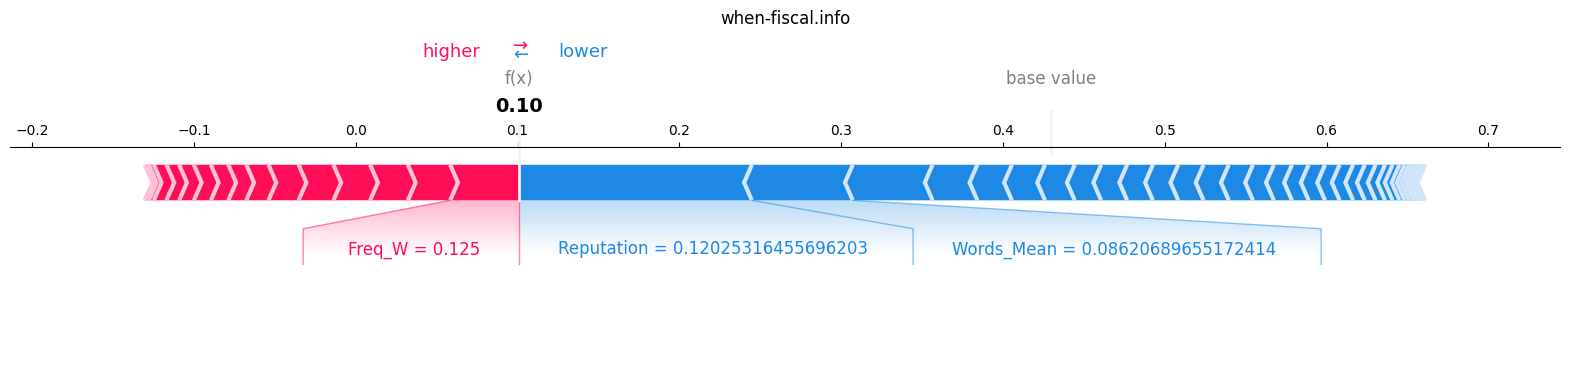 when-fiscal.info
higher → ← lower
f(x) base value
0.10
−0.2 −0.1 0.0 0.1 0.2 0.3 0.4 0.5 0.6 0.7
Freq_W = 0.125 Reputation = 0.12025316455696203 Words_Mean = 0.08620689655172414